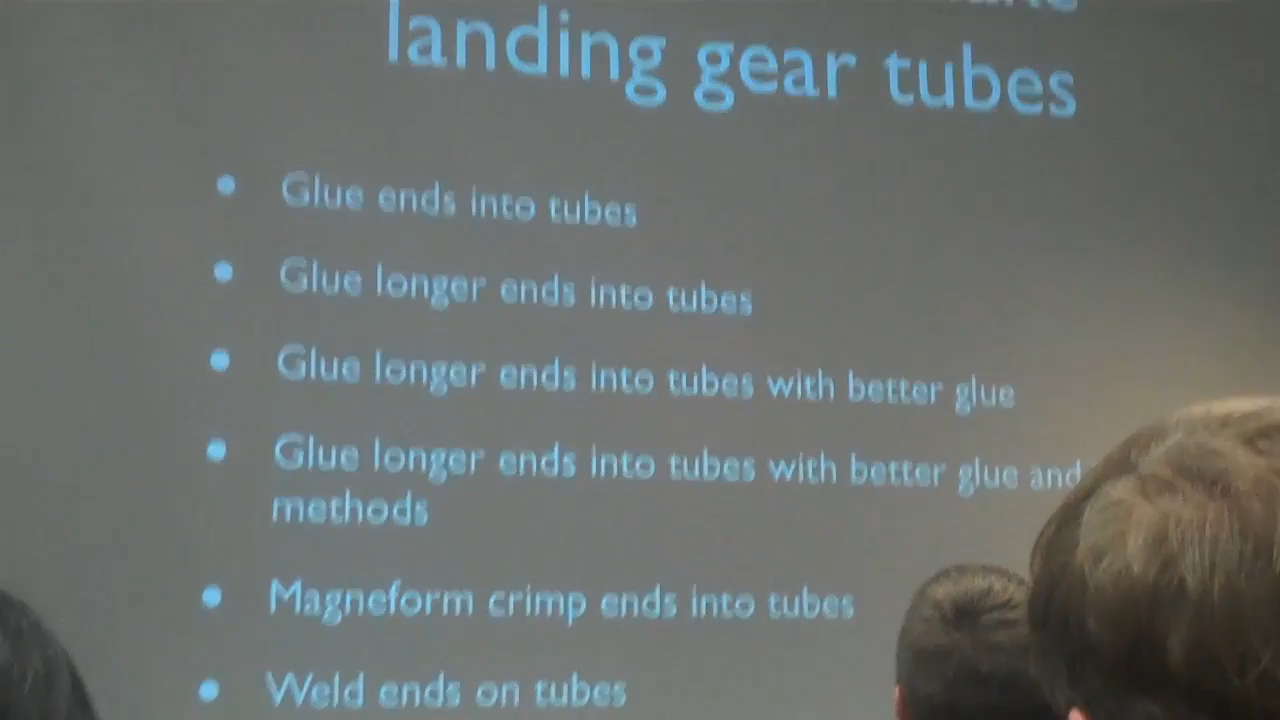 landing gear tubes
• Glue ends into tubes
• Glue longer ends into tubes
• Glue longer ends into tubes with better glue
• Glue longer ends into tubes with better glue and
methods
• Magneform crimp ends into tubes
• Weld ends on tubes